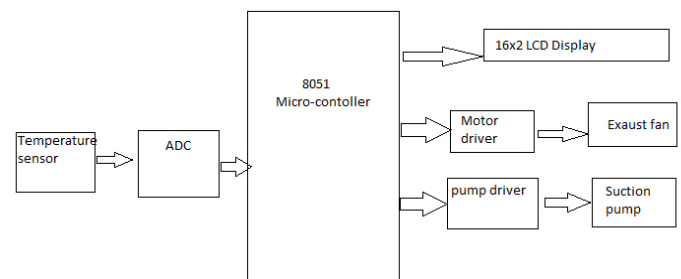 Temperature
sensor
ADC
8051
Micro-contoller
16x2 LCD Display
Motor
driver
Exaust fan
pump driver
Suction
pump